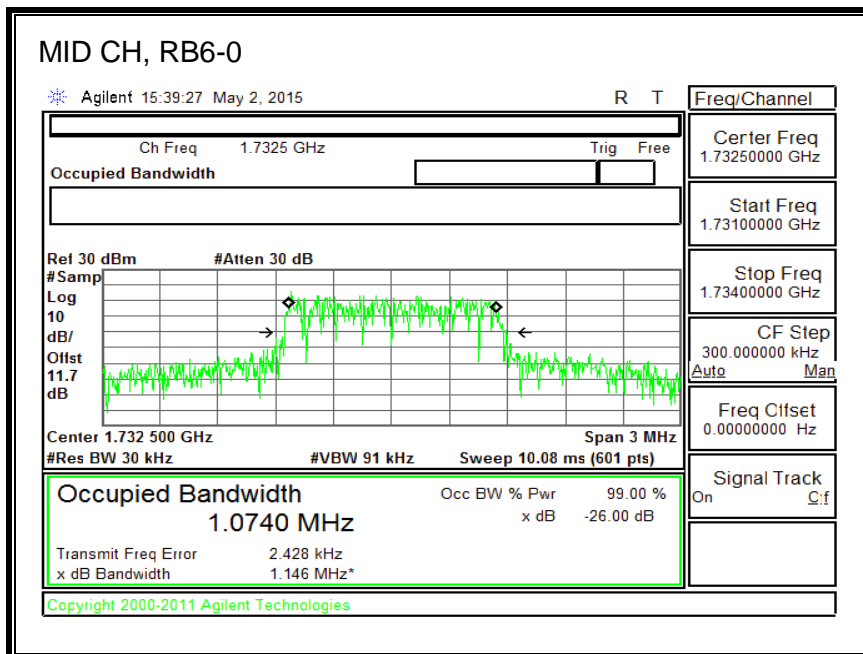 MID CH, RB6-0
Agilent 15:39:27 May 2, 2015 R T
Freq/Channel
Ch Freq 1.7325 GHz Trig Free
Occupied Bandwidth
Center Freq
1.73250000 GHz
Start Freq
1.73100000 GHz
Stop Freq
1.73400000 GHz
CF Step
300.000000 kHz
Auto Man
Freq Offset
0.00000000 Hz
Signal Track
On Off
Ref 30 dBm #Atten 30 dB
#Samp
Log
10
dB/
Offst
11.7
dB
Center 1.732 500 GHz Span 3 MHz
#Res BW 30 kHz #VBW 91 kHz Sweep 10.08 ms (601 pts)
Occupied Bandwidth
1.0740 MHz
Occ BW % Pwr 99.00 %
x dB -26.00 dB
Transmit Freq Error 2.428 kHz
x dB Bandwidth 1.146 MHz*
Copyright 2000-2011 Agilent Technologies